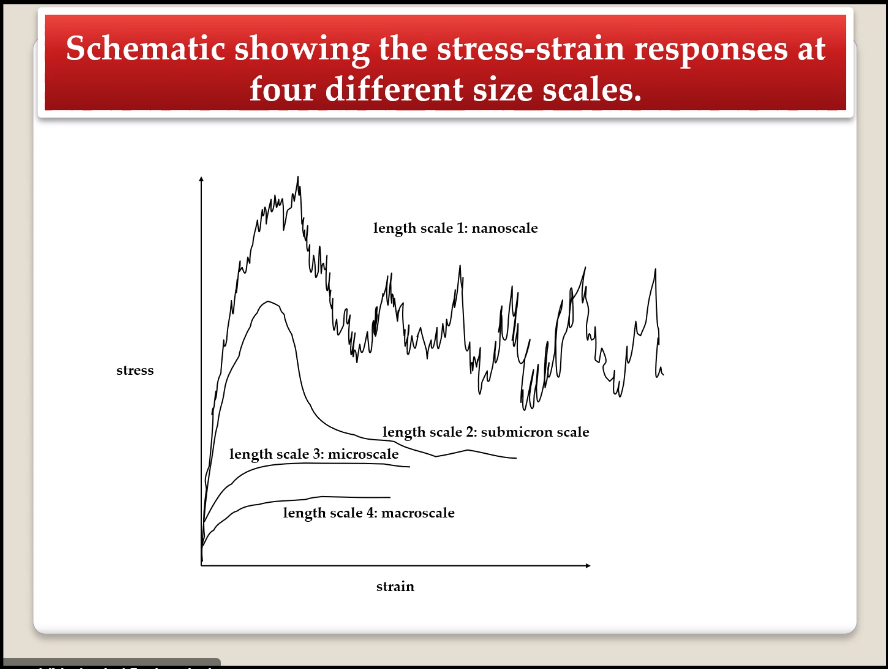 Schematic showing the stress-strain responses at
four different size scales.
length scale 1: nanoscale
stress
length scale 2: submicron scale
length scale 3: microscale
length scale 4: macroscale
strain